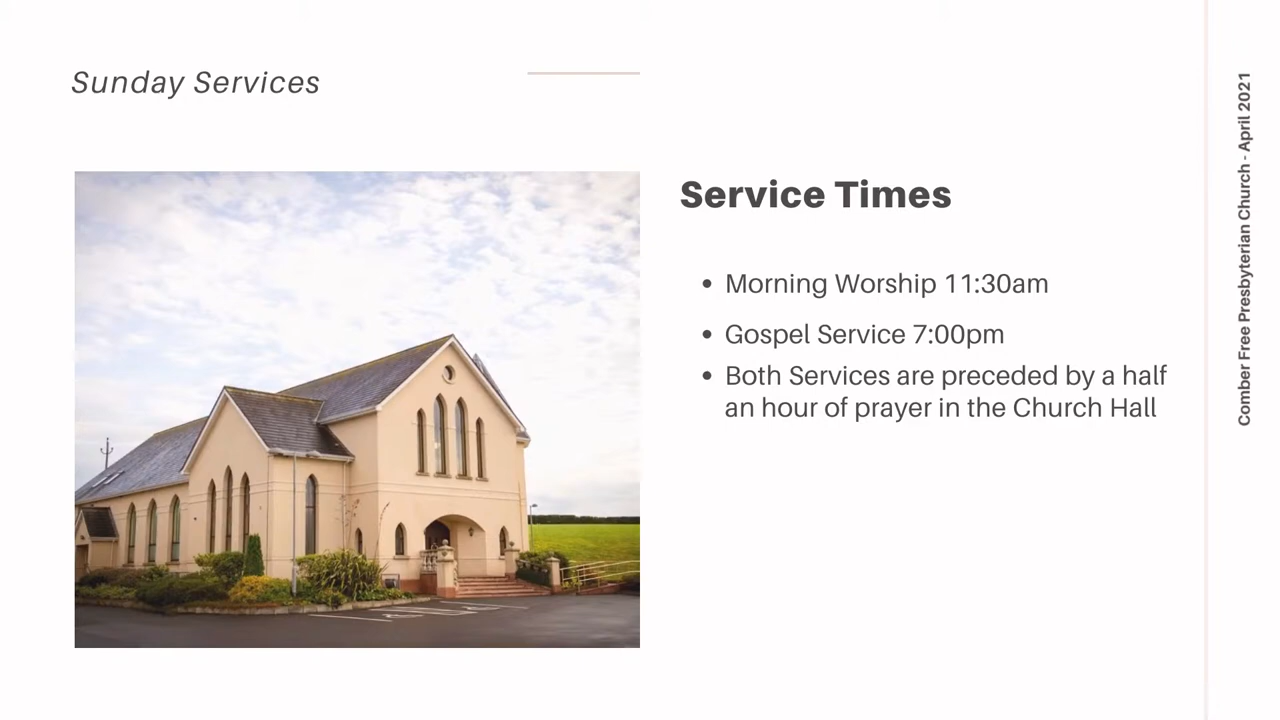 Sunday Services
Service Times
• Morning Worship 11:30am
• Gospel Service 7:00pm
• Both Services are preceded by a half
an hour of prayer in the Church Hall
Comber Free Presbyterian Church - April 2021